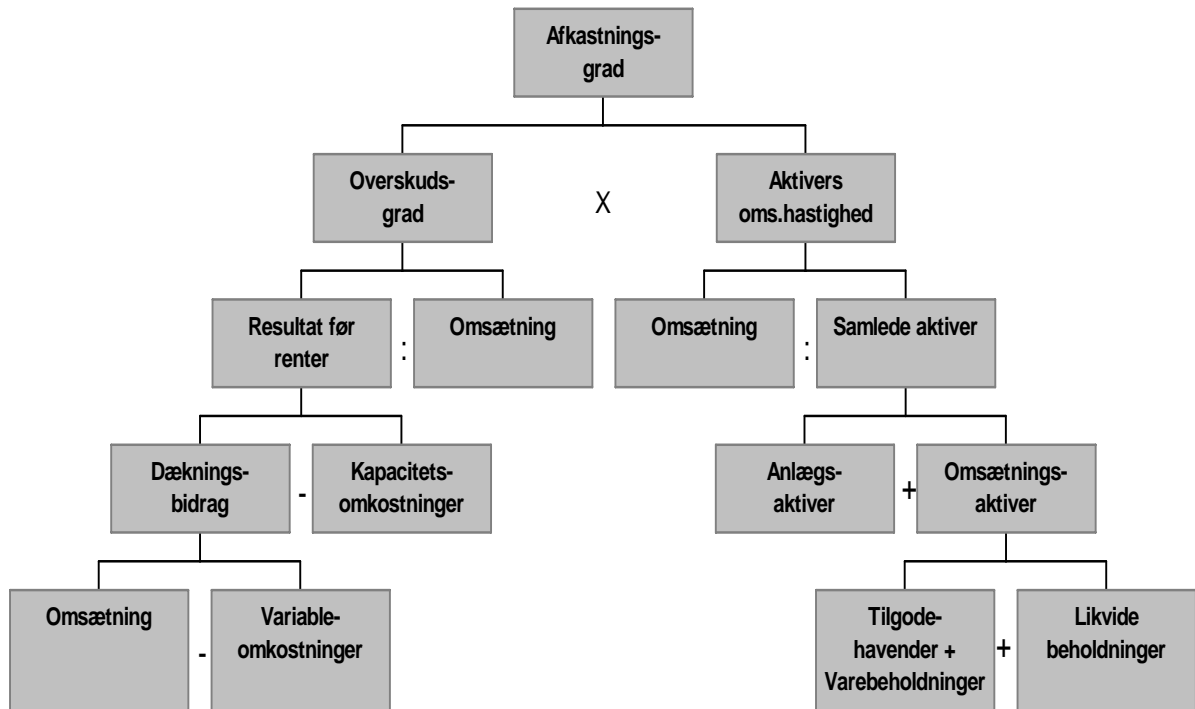 Afkastnings-
grad
Overskuds-
grad
X
Aktivers
oms.hastighed
Resultat før
renter
:
Omsætning
Omsætning
:
Samlede aktiver
Dæknings-
bidrag
-
Kapacitets-
omkostninger
Anlægs-
aktiver
+
Omsætnings-
aktiver
Omsætning
-
Variable-
omkostninger
Tilgode-
havender +
Varebeholdninger
+
Likvide
beholdninger